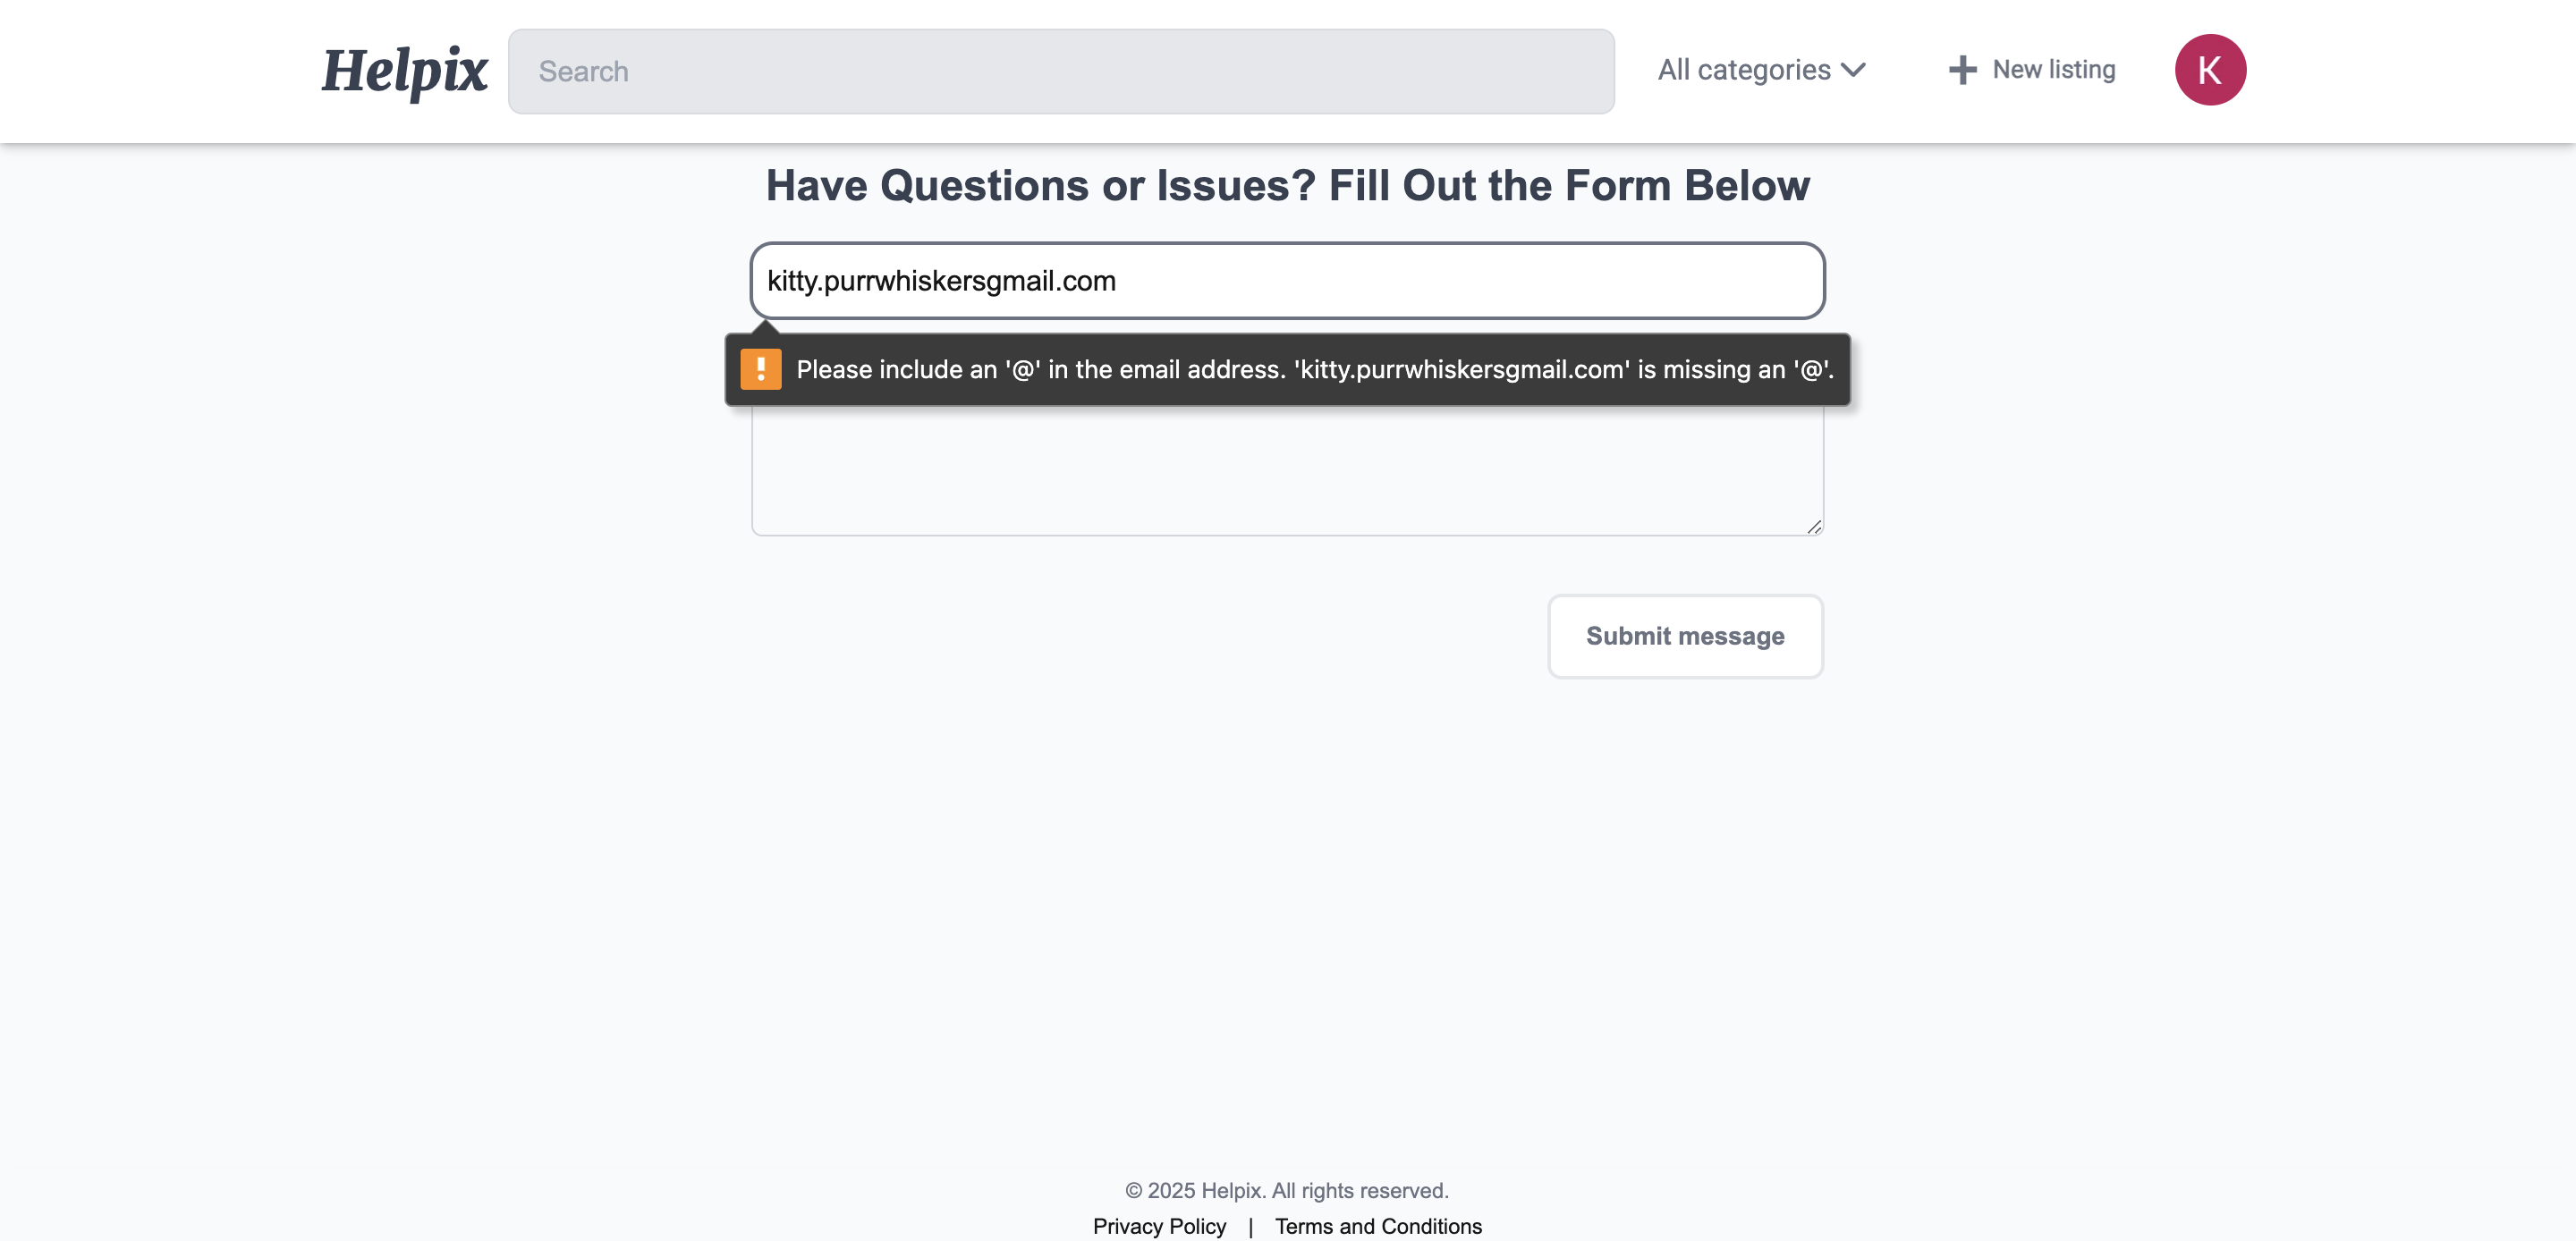 Helpix
Search
All categories
New listing
K
Have Questions or Issues? Fill Out the Form Below
kitty.purrwhiskersgmail.com
! Please include an '@' in the email address. 'kitty.purrwhiskersgmail.com' is missing an '@'.
Submit message
© 2025 Helpix. All rights reserved.
Privacy Policy | Terms and Conditions